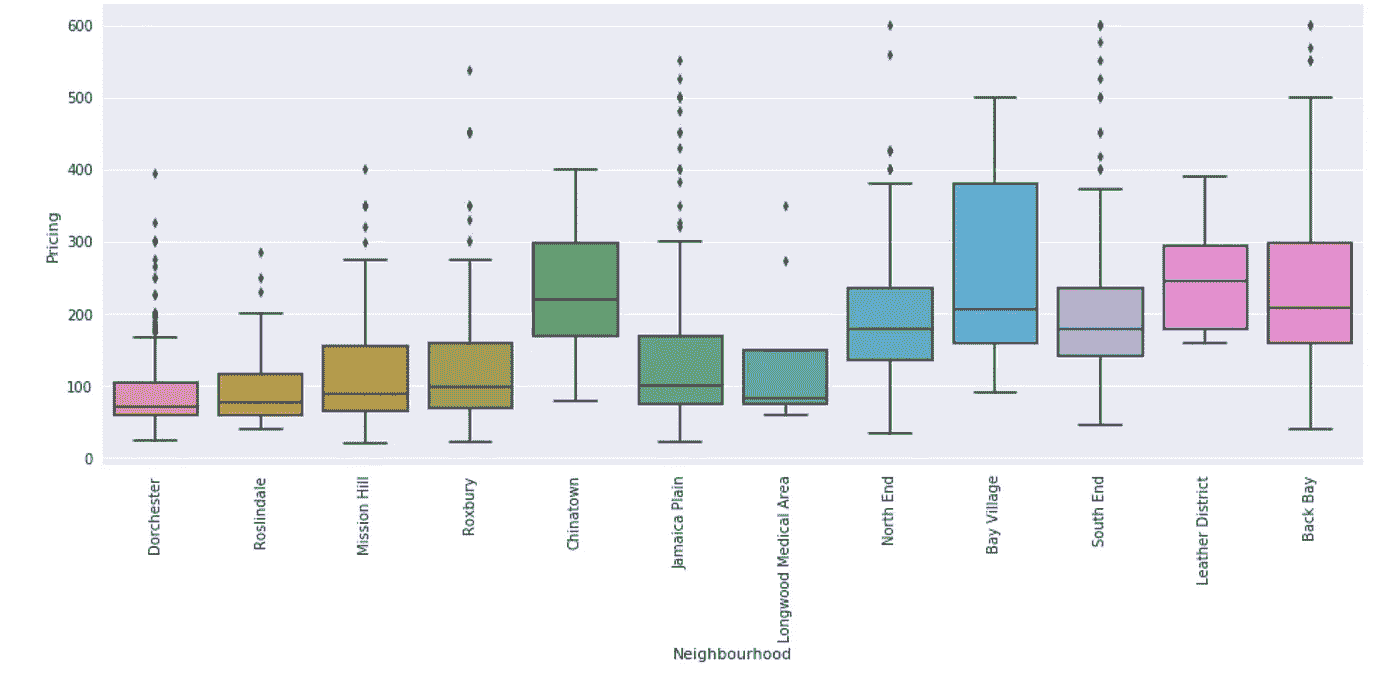 600
500
400
300
200
100
0
Pricing
Dorchester
Roslindale
Mission Hill
Roxbury
Chinatown
Jamaica Plain
Longwood Medical Area
North End
Bay Village
South End
Leather District
Back Bay
Neighbourhood